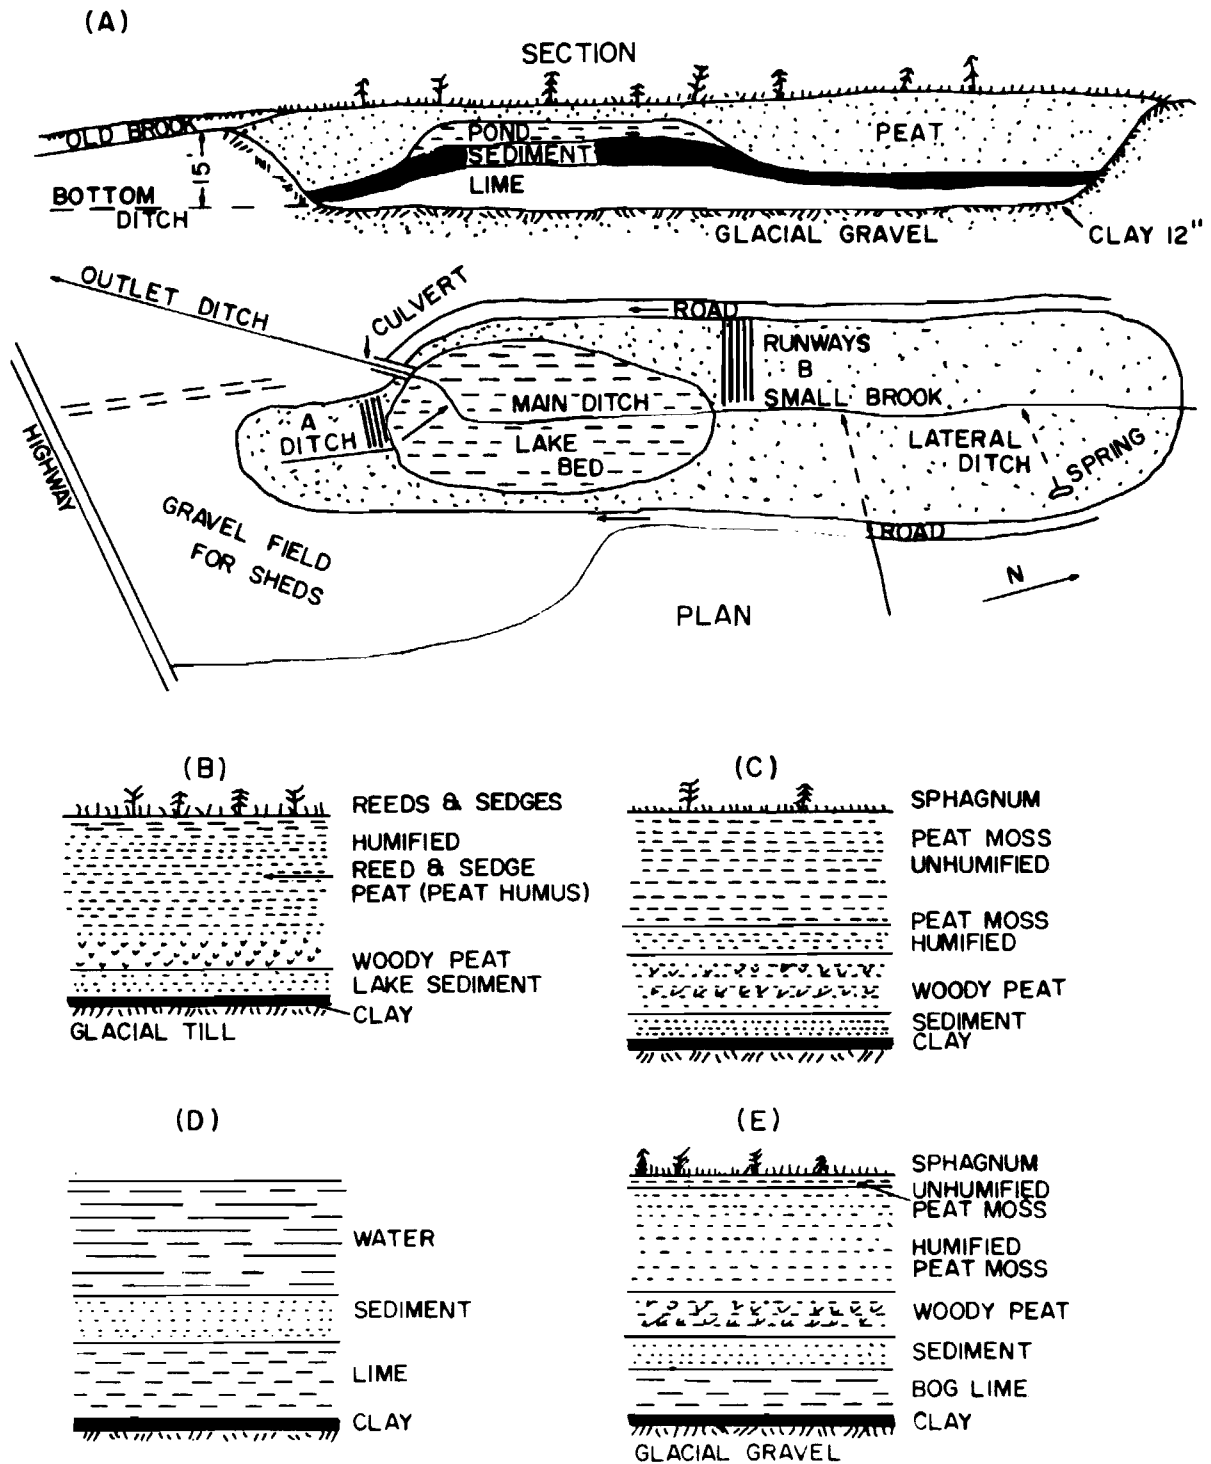 (A)
SECTION
OLD BROOK
15'
BOTTOM
DITCH
POND
SEDIMENT
LIME
PEAT
GLACIAL GRAVEL
CLAY 12"
OUTLET DITCH
CULVERT
ROAD
RUNWAYS
B
SMALL BROOK
MAIN DITCH
LAKE
BED
A
DITCH
LATERAL
DITCH
SPRING
HIGHWAY
GRAVEL FIELD
FOR SHEDS
ROAD
N
PLAN
(B)
REEDS & SEDGES
HUMIFIED
REED & SEDGE
PEAT (PEAT HUMUS)
WOODY PEAT
LAKE SEDIMENT
CLAY
GLACIAL TILL
(C)
SPHAGNUM
PEAT MOSS
UNHUMIFIED
PEAT MOSS
HUMIFIED
WOODY PEAT
SEDIMENT
CLAY
(D)
WATER
SEDIMENT
LIME
CLAY
(E)
SPHAGNUM
UNHUMIFIED
PEAT MOSS
HUMIFIED
PEAT MOSS
WOODY PEAT
SEDIMENT
BOG LIME
CLAY
GLACIAL GRAVEL